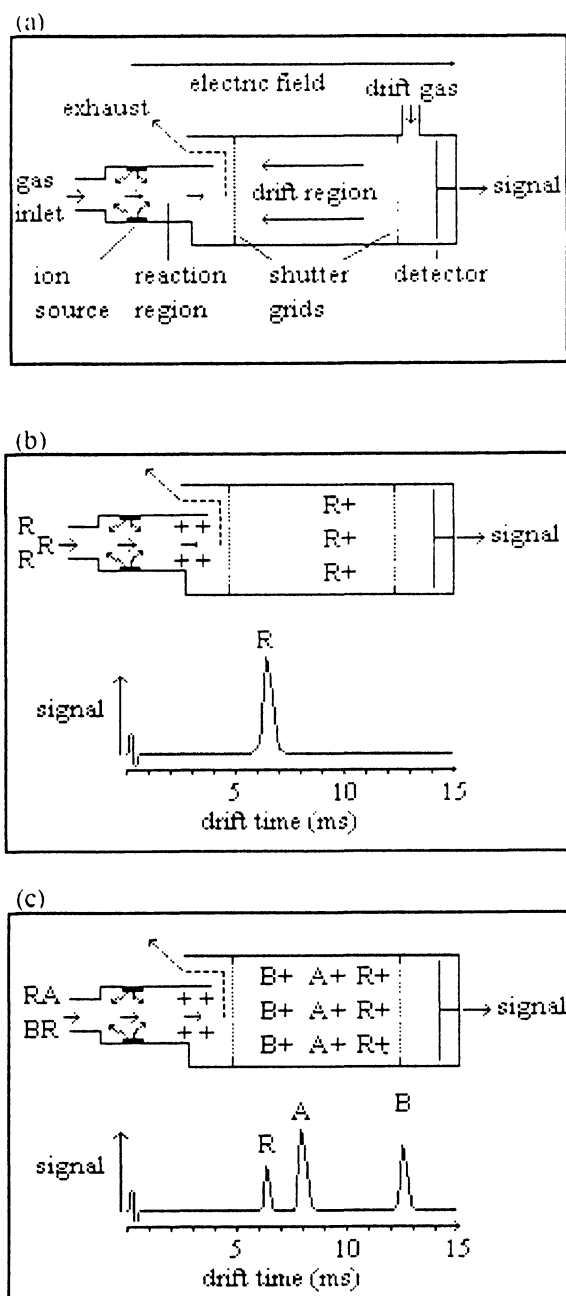 (a)
electric field
exhaust
drift gas
gas
inlet
drift region
signal
ion
source
reaction
region
shutter
grids
detector
(b)
R
R
R
+ +
+ +
R+
R+
R+
signal
R
signal
5 10 15
drift time (ms)
(c)
RA
BR
+ +
+ +
B+ A+ R+
B+ A+ R+
B+ A+ R+
signal
R A B
signal
5 10 15
drift time (ms)